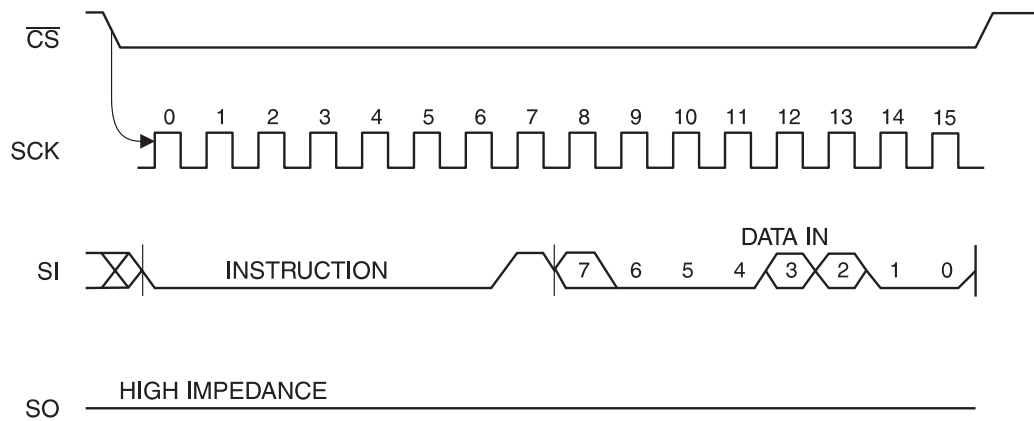 CS
0 1 2 3 4 5 6 7 8 9 10 11 12 13 14 15
SCK
DATA IN
SI INSTRUCTION 7 6 5 4 3 2 1 0
HIGH IMPEDANCE
SO